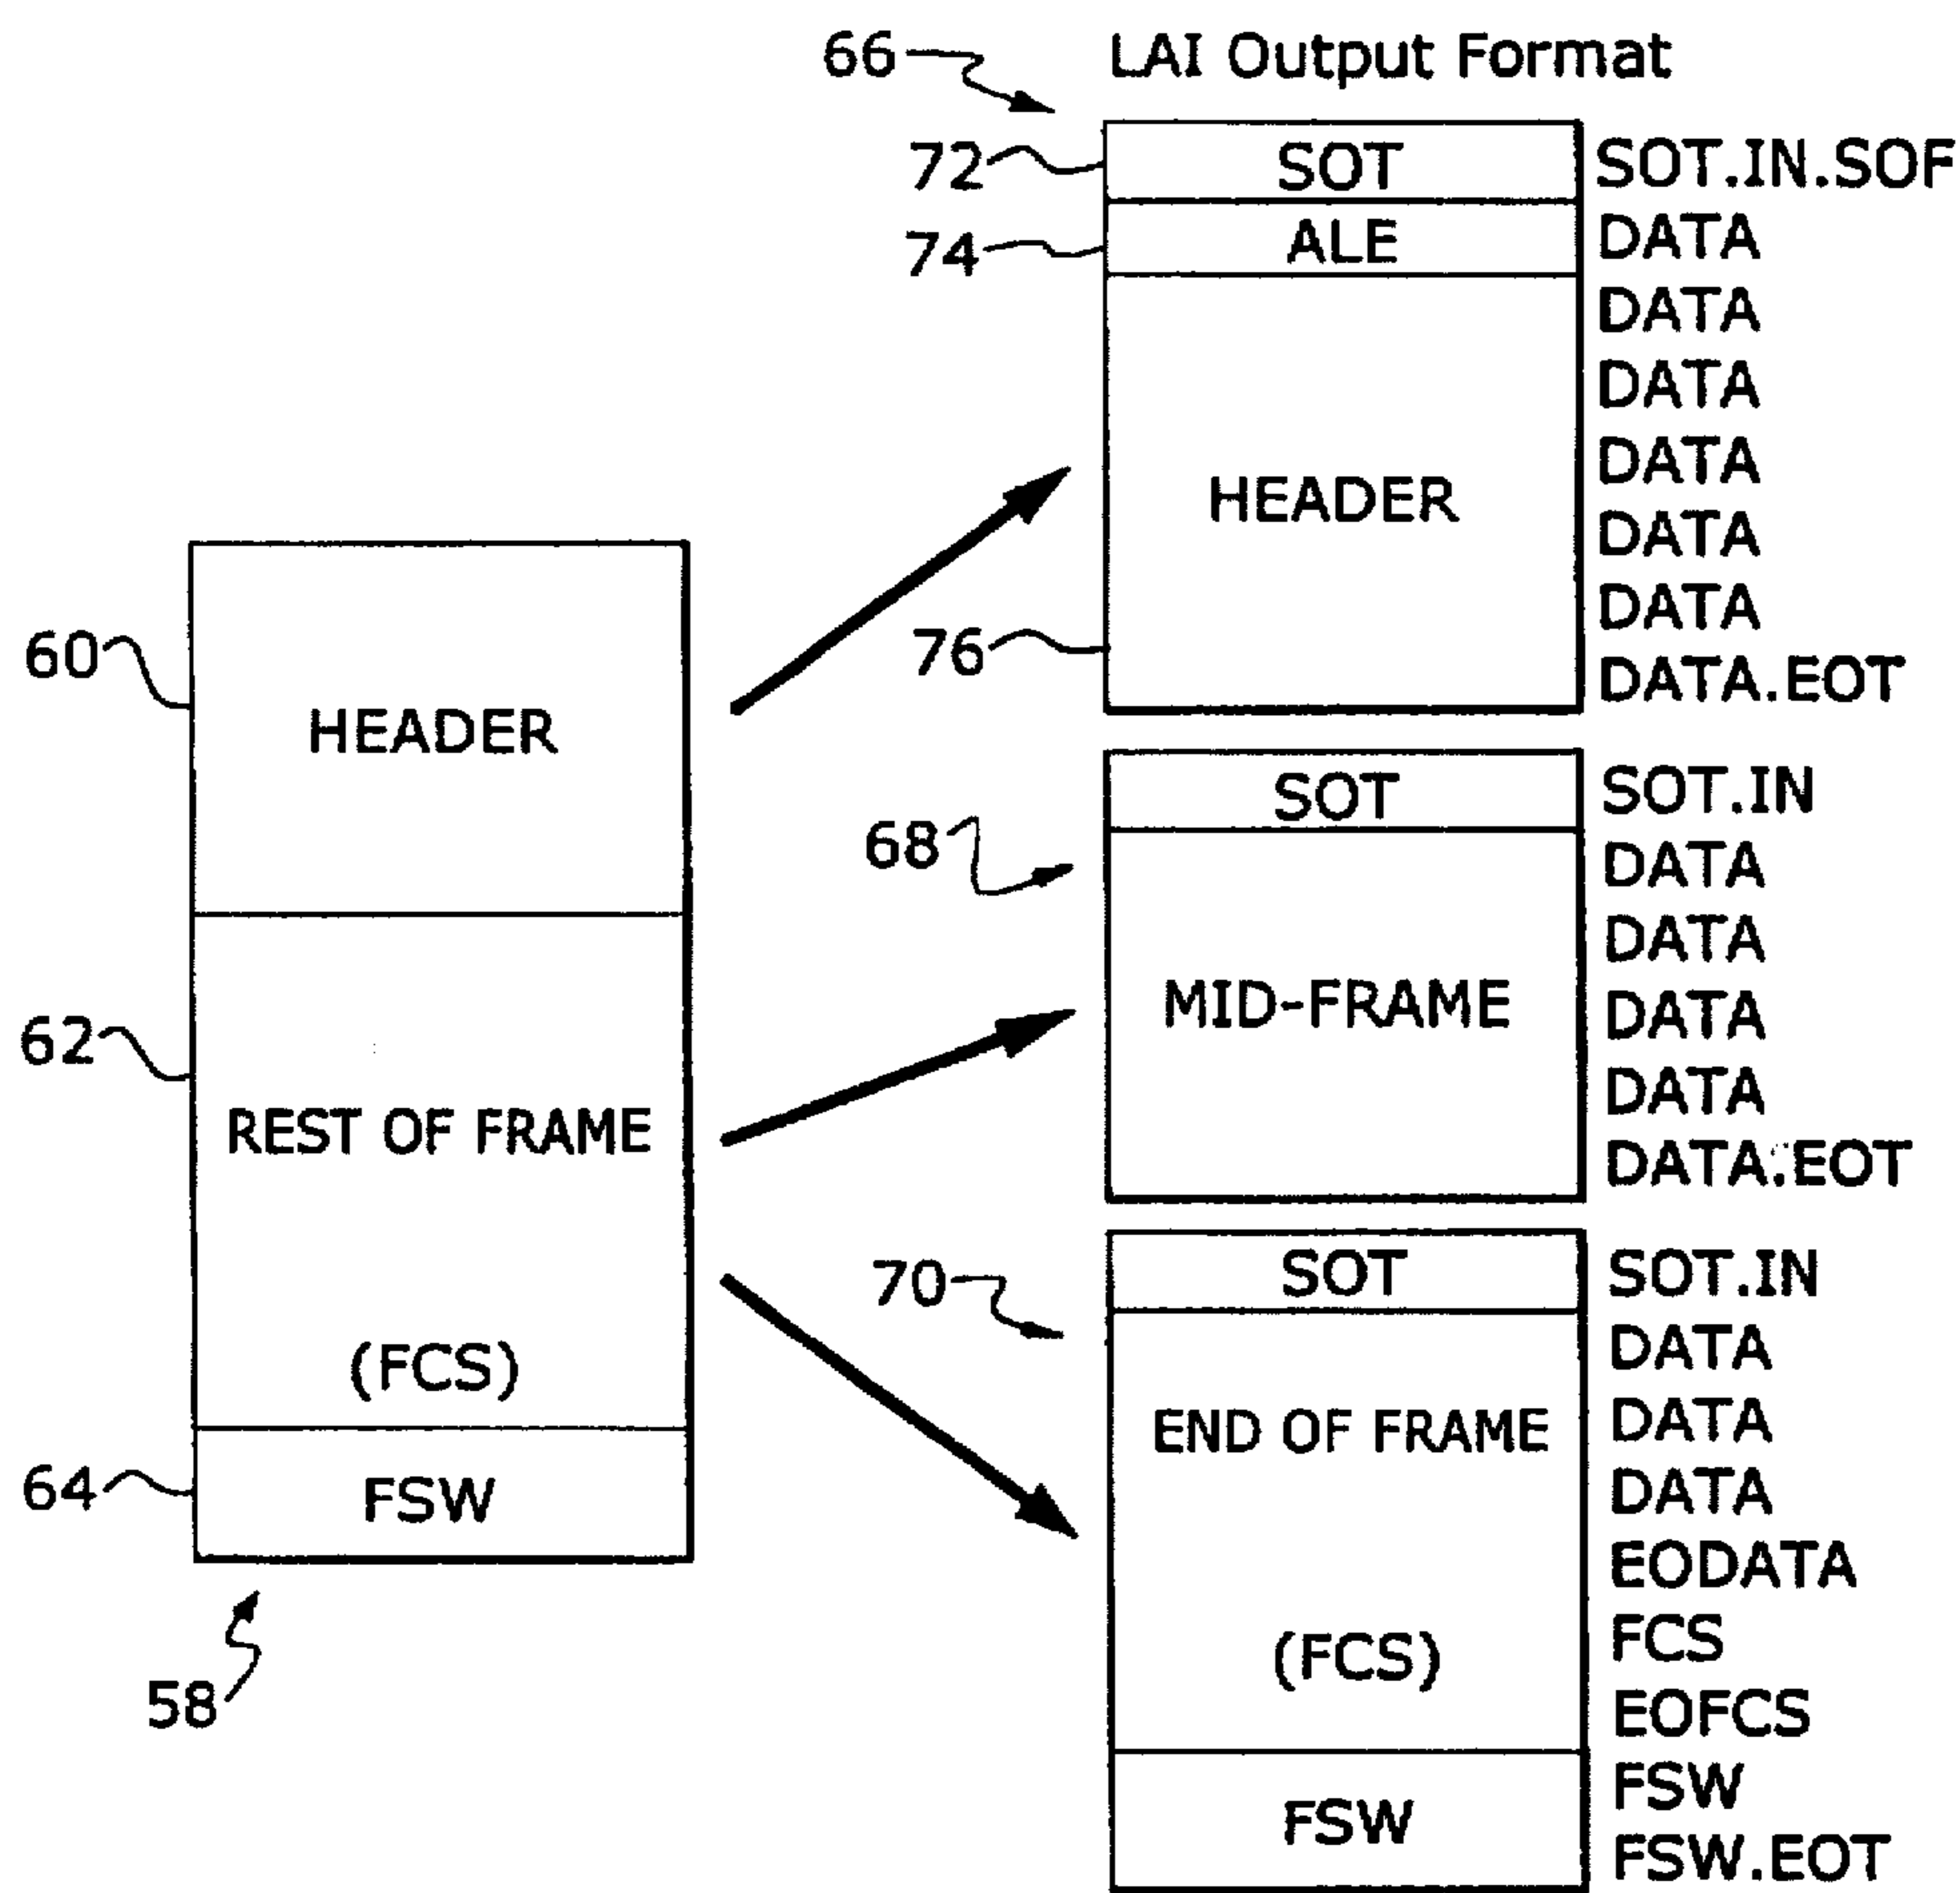 66
LAI Output Format
72
SOT
SOT.IN.SOF
74
ALE
DATA
DATA
DATA
DATA
HEADER
DATA
DATA
76
DATA.EOT
60
HEADER
SOT
SOT.IN
68
DATA
DATA
MID-FRAME
DATA
DATA
DATA.EOT
62
REST OF FRAME
(FCS)
64
FSW
58
70
SOT
SOT.IN
DATA
END OF FRAME
DATA
DATA
EODATA
(FCS)
FCS
EOFCS
FSW
FSW
FSW.EOT